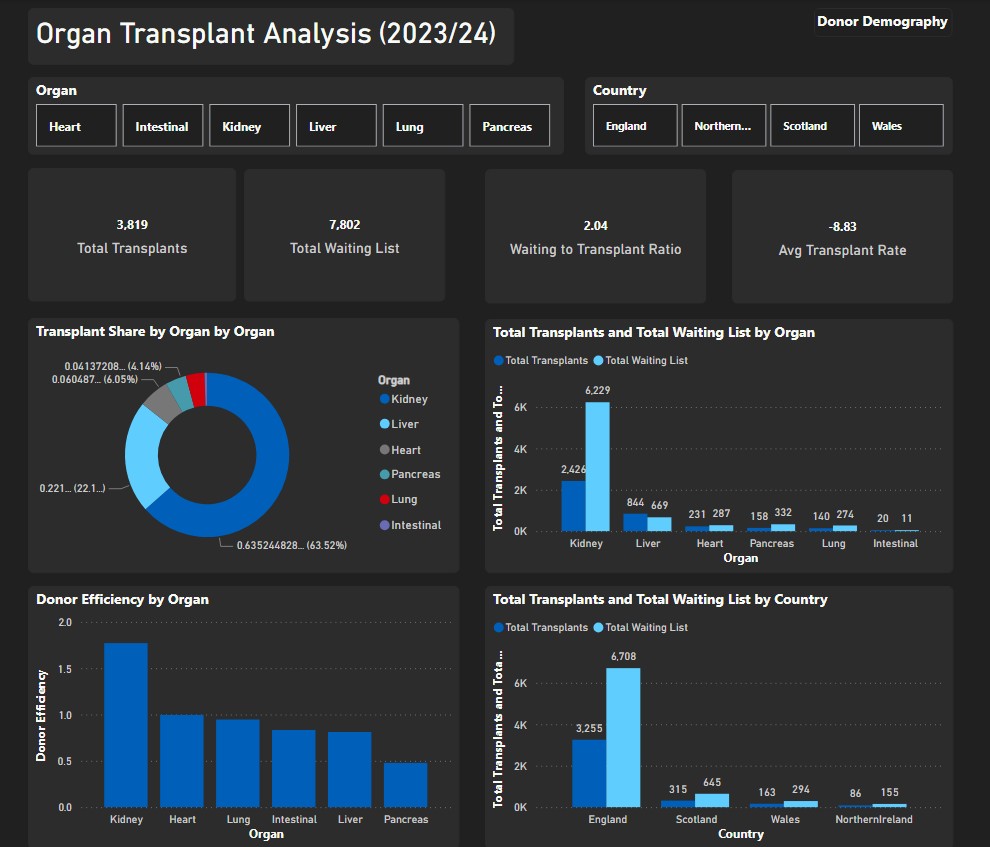 Organ Transplant Analysis (2023/24)
Donor Demography
Organ
Heart
Intestinal
Kidney
Liver
Lung
Pancreas
Country
England
Northern...
Scotland
Wales
3,819
Total Transplants
7,802
Total Waiting List
2.04
Waiting to Transplant Ratio
-8.83
Avg Transplant Rate
Transplant Share by Organ by Organ
0.04137208... (4.14%)
0.060487... (6.05%)
0.221... (22.1...)
0.635244828... (63.52%)
Organ
Kidney
Liver
Heart
Pancreas
Lung
Intestinal
Total Transplants and Total Waiting List by Organ
Total Transplants Total Waiting List
Total Transplants and To...
6K
4K
2K
0K
2,426 6,229
844 669
231 287
158 332
140 274
20 11
Kidney Liver Heart Pancreas Lung Intestinal
Organ
Donor Efficiency by Organ
Donor Efficiency
2.0
1.5
1.0
0.5
0.0
Kidney Heart Lung Intestinal Liver Pancreas
Organ
Total Transplants and Total Waiting List by Country
Total Transplants Total Waiting List
Total Transplants and Tota...
6K
4K
2K
0K
3,255 6,708
315 645
163 294
86 155
England Scotland Wales NorthernIreland
Country